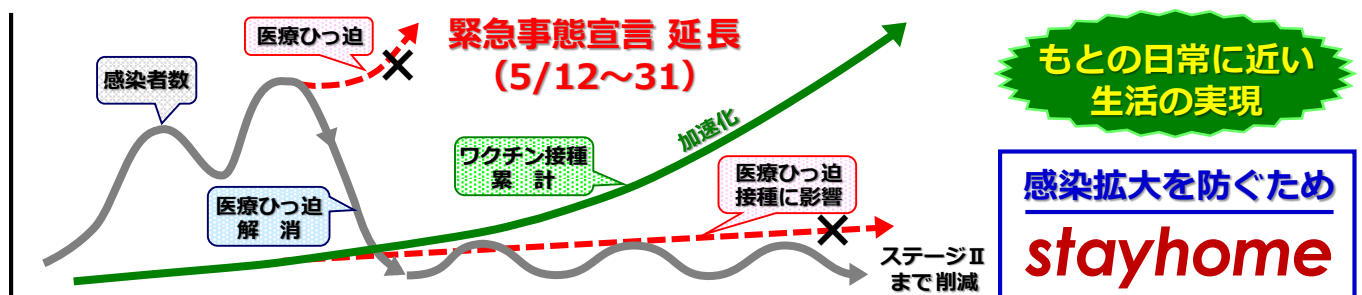 医療ひっ迫
緊急事態宣言 延長
(5/12～31)
感染者数
もとの日常に近い
生活の実現
加速化
ワクチン接種
累　計
医療ひっ迫
接種に影響
医療ひっ迫
解　消
ステージⅡ
まで削減
感染拡大を防ぐため
stayhome